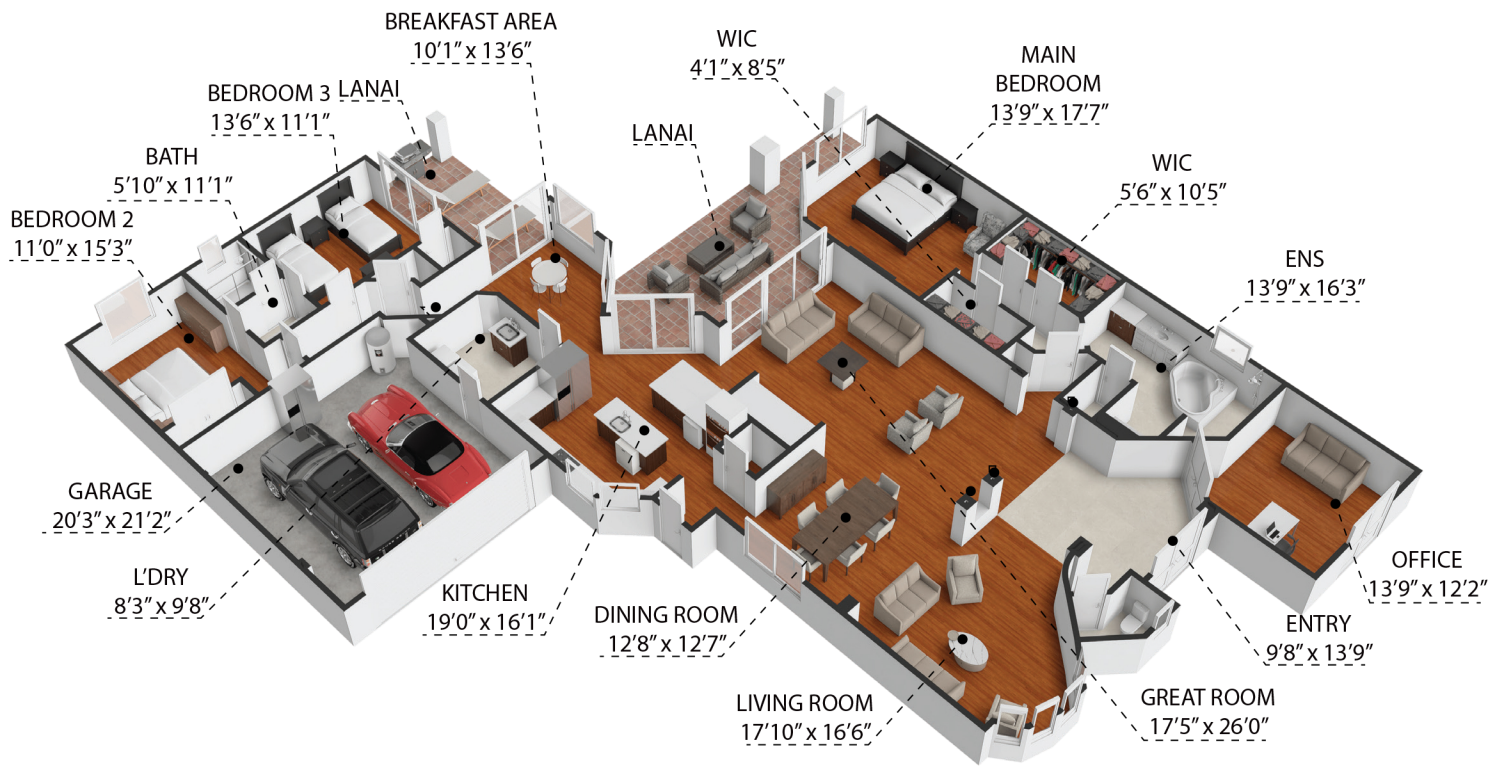 BREAKFAST AREA
10'1" x 13'6"
WIC
4'1" x 8'5"
MAIN
BEDROOM
13'9" x 17'7"
BEDROOM 3
13'6" x 11'1"
LANAI
LANAI
BATH
5'10" x 11'1"
WIC
5'6" x 10'5"
BEDROOM 2
11'0" x 15'3"
ENS
13'9" x 16'3"
GARAGE
20'3" x 21'2"
L'DRY
8'3" x 9'8"
KITCHEN
19'0" x 16'1"
DINING ROOM
12'8" x 12'7"
OFFICE
13'9" x 12'2"
ENTRY
9'8" x 13'9"
LIVING ROOM
17'10" x 16'6"
GREAT ROOM
17'5" x 26'0"